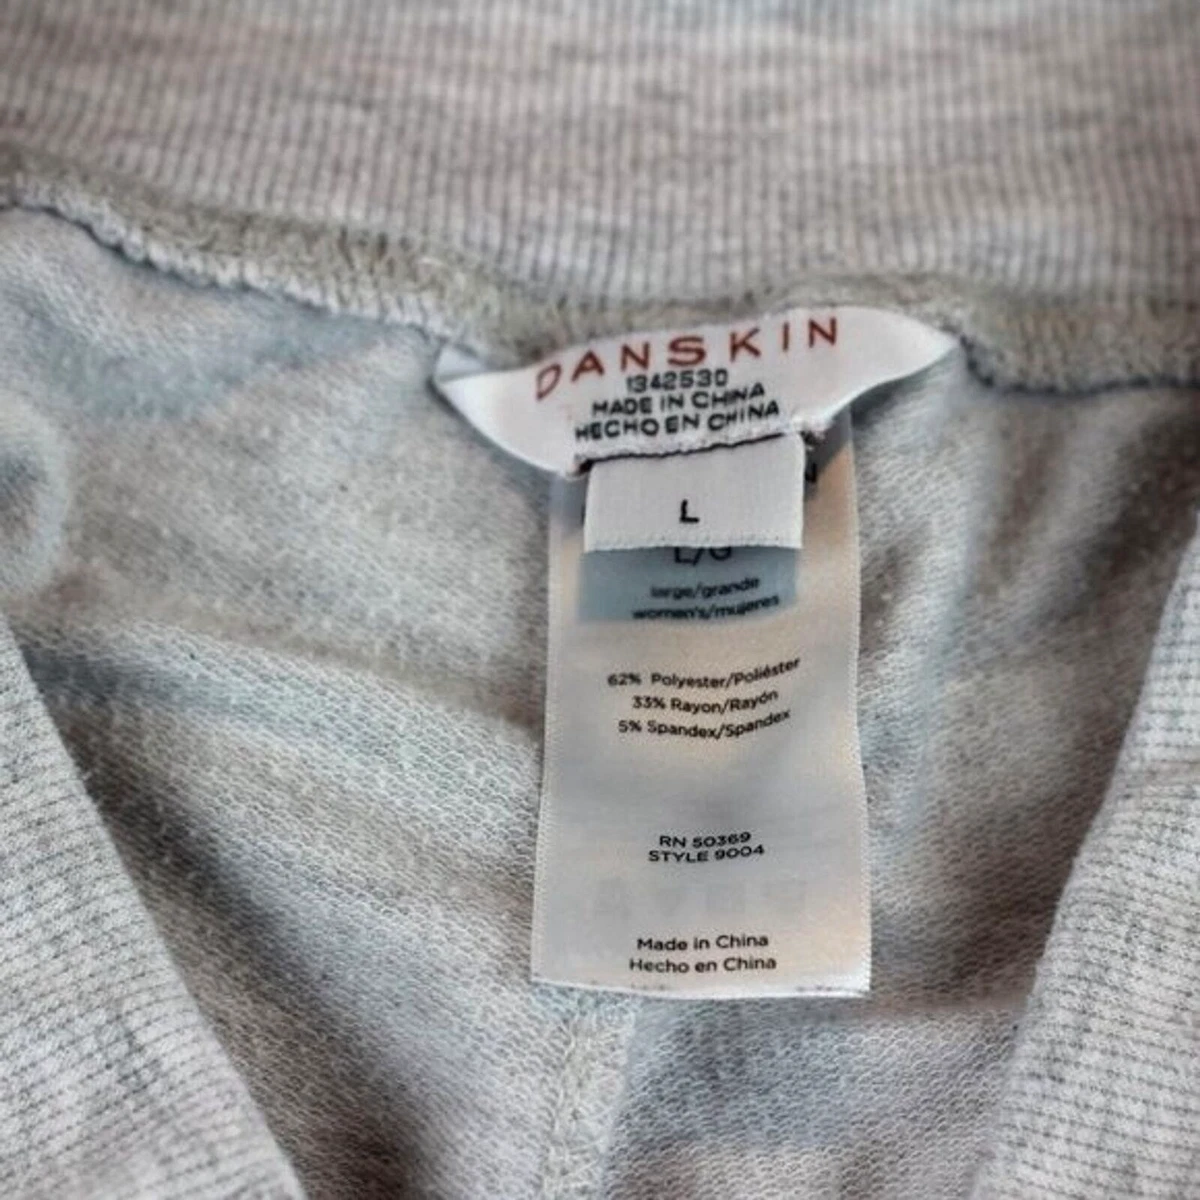 DANSKIN
1342530
MADE IN CHINA
HECHO EN CHINA
L
L/G
large/grande
women's/mujeres
62% Polyester/Poliéster
33% Rayon/Rayón
5% Spandex/Spandex
RN 50369
STYLE 9004
Made in China
Hecho en China